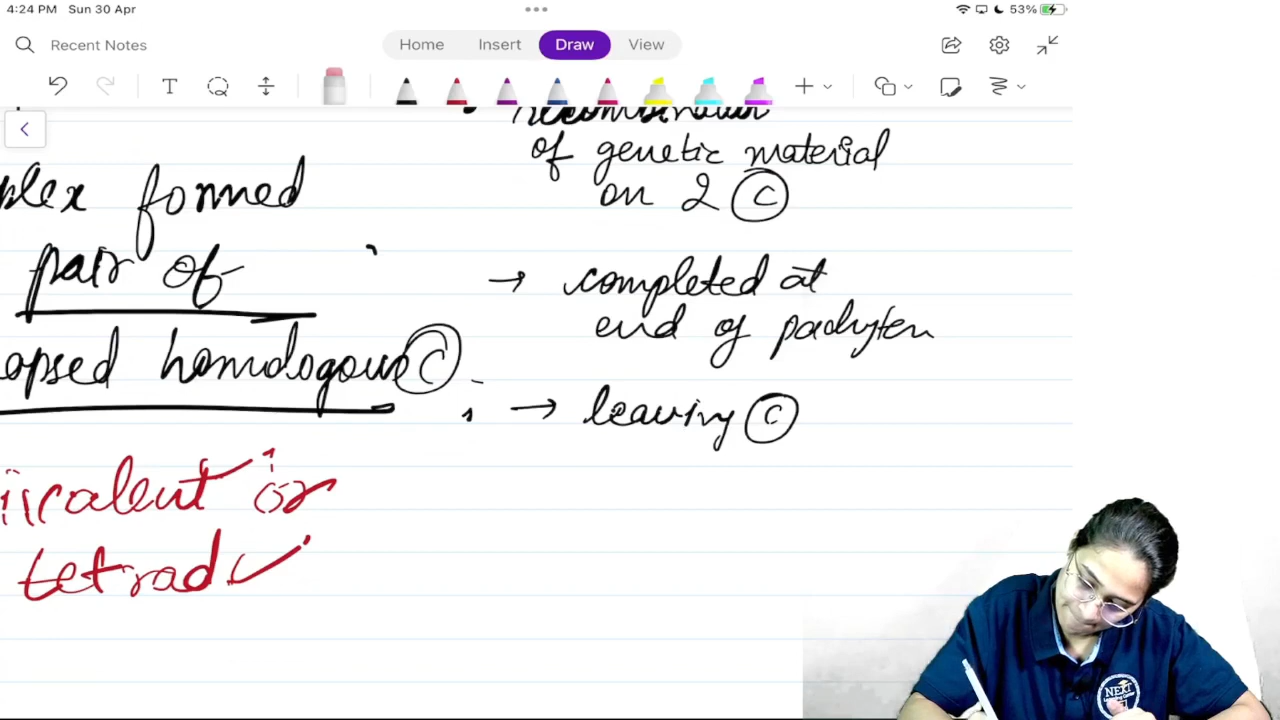 4:24 PM Sun 30 Apr
53%
Recent Notes
Home Insert Draw View
plex formed
pair of
apsed homologous C
ivalent or
tetrad
of genetic material
on 2 C
→ completed at
end of pachyten
→ leaving C
NEXT